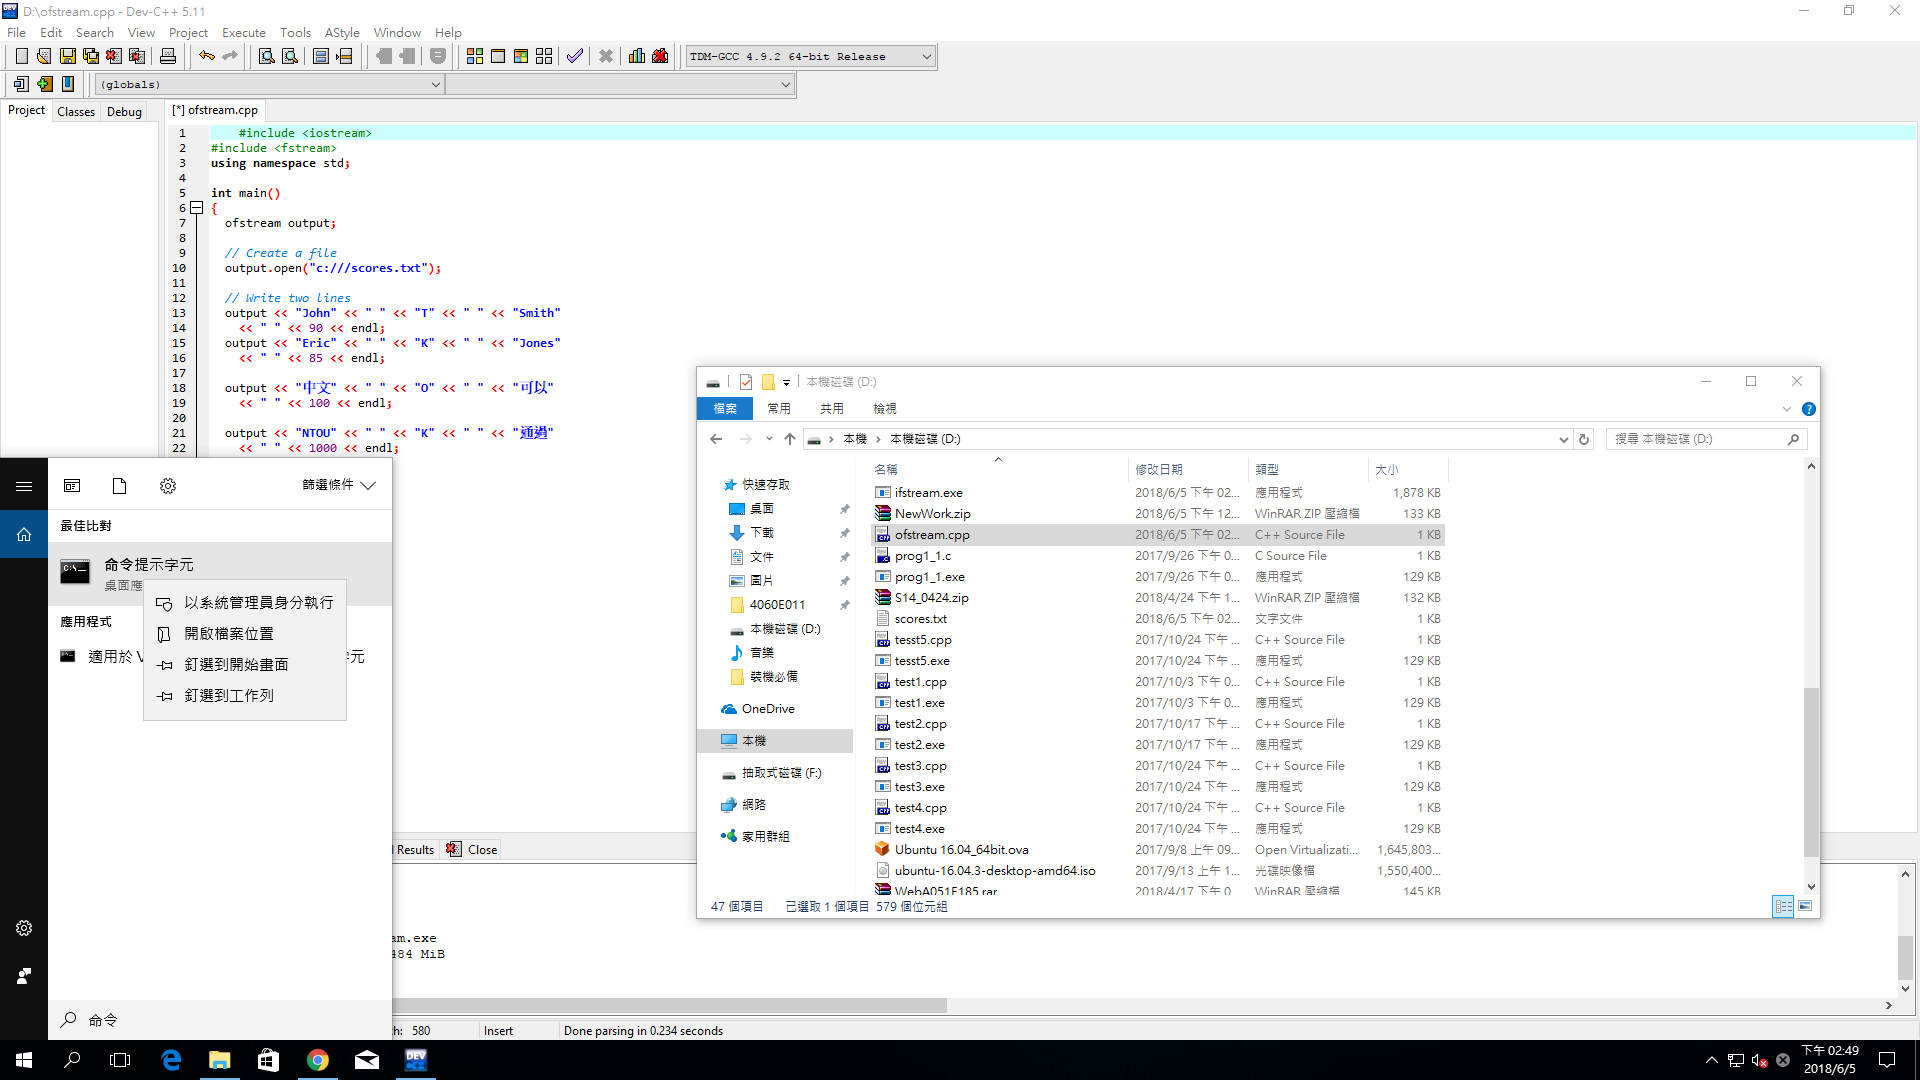 D:\ofstream.cpp - Dev-C++ 5.11
File Edit Search View Project Execute Tools AStyle Window Help
TDM-GCC 4.9.2 64-bit Release
(globals)
Project Classes Debug
[*] ofstream.cpp
1 #include <iostream>
2 #include <fstream>
3 using namespace std;
4
5 int main()
6 {
7 ofstream output;
8
9 // Create a file
10 output.open("c:///scores.txt");
11
12 // Write two lines
13 output << "John" << " " << "T" << " " << "Smith"
14 << " " << 90 << endl;
15 output << "Eric" << " " << "K" << " " << "Jones"
16 << " " << 85 << endl;
17
18 output << "中文" << " " << "O" << " " << "可以"
19 << " " << 100 << endl;
20
21 output << "NTOU" << " " << "K" << " " << "通過"
22 << " " << 1000 << endl;
篩選條件
最佳比對
命令提示字元
桌面應
以系統管理員身分執行
開啟檔案位置
釘選到開始畫面
釘選到工作列
應用程式
適用於 V
字元
命令
Results Close
am.exe
484 MiB
h: 580 Insert Done parsing in 0.234 seconds
本機磁碟 (D:)
檔案 常用 共用 檢視
本機 本機磁碟 (D:)
搜尋 本機磁碟 (D:)
快速存取
桌面
下載
文件
圖片
4060E011
本機磁碟 (D:)
音樂
裝機必備
OneDrive
本機
抽取式磁碟 (F:)
網路
家用群組
名稱 修改日期 類型 大小
ifstream.exe 2018/6/5 下午 02... 應用程式 1,878 KB
NewWork.zip 2018/6/5 下午 12... WinRAR ZIP 壓縮檔 133 KB
ofstream.cpp 2018/6/5 下午 02... C++ Source File 1 KB
prog1_1.c 2017/9/26 下午 0... C Source File 1 KB
prog1_1.exe 2017/9/26 下午 0... 應用程式 129 KB
S14_0424.zip 2018/4/24 下午 1... WinRAR ZIP 壓縮檔 132 KB
scores.txt 2018/6/5 下午 02... 文字文件 1 KB
tesst5.cpp 2017/10/24 下午 ... C++ Source File 1 KB
tesst5.exe 2017/10/24 下午 ... 應用程式 129 KB
test1.cpp 2017/10/3 下午 0... C++ Source File 1 KB
test1.exe 2017/10/3 下午 0... 應用程式 129 KB
test2.cpp 2017/10/17 下午 ... C++ Source File 1 KB
test2.exe 2017/10/17 下午 ... 應用程式 129 KB
test3.cpp 2017/10/24 下午 ... C++ Source File 1 KB
test3.exe 2017/10/24 下午 ... 應用程式 129 KB
test4.cpp 2017/10/24 下午 ... C++ Source File 1 KB
test4.exe 2017/10/24 下午 ... 應用程式 129 KB
Ubuntu 16.04_64bit.ova 2017/9/8 上午 09... Open Virtualizati... 1,645,803...
ubuntu-16.04.3-desktop-amd64.iso 2017/9/13 上午 1... 光碟映像檔 1,550,400...
WebA051E185.rar 2018/4/17 下午 0... WinRAR 壓縮檔 145 KB
47 個項目 已選取 1 個項目 579 個位元組
下午 02:49
2018/6/5